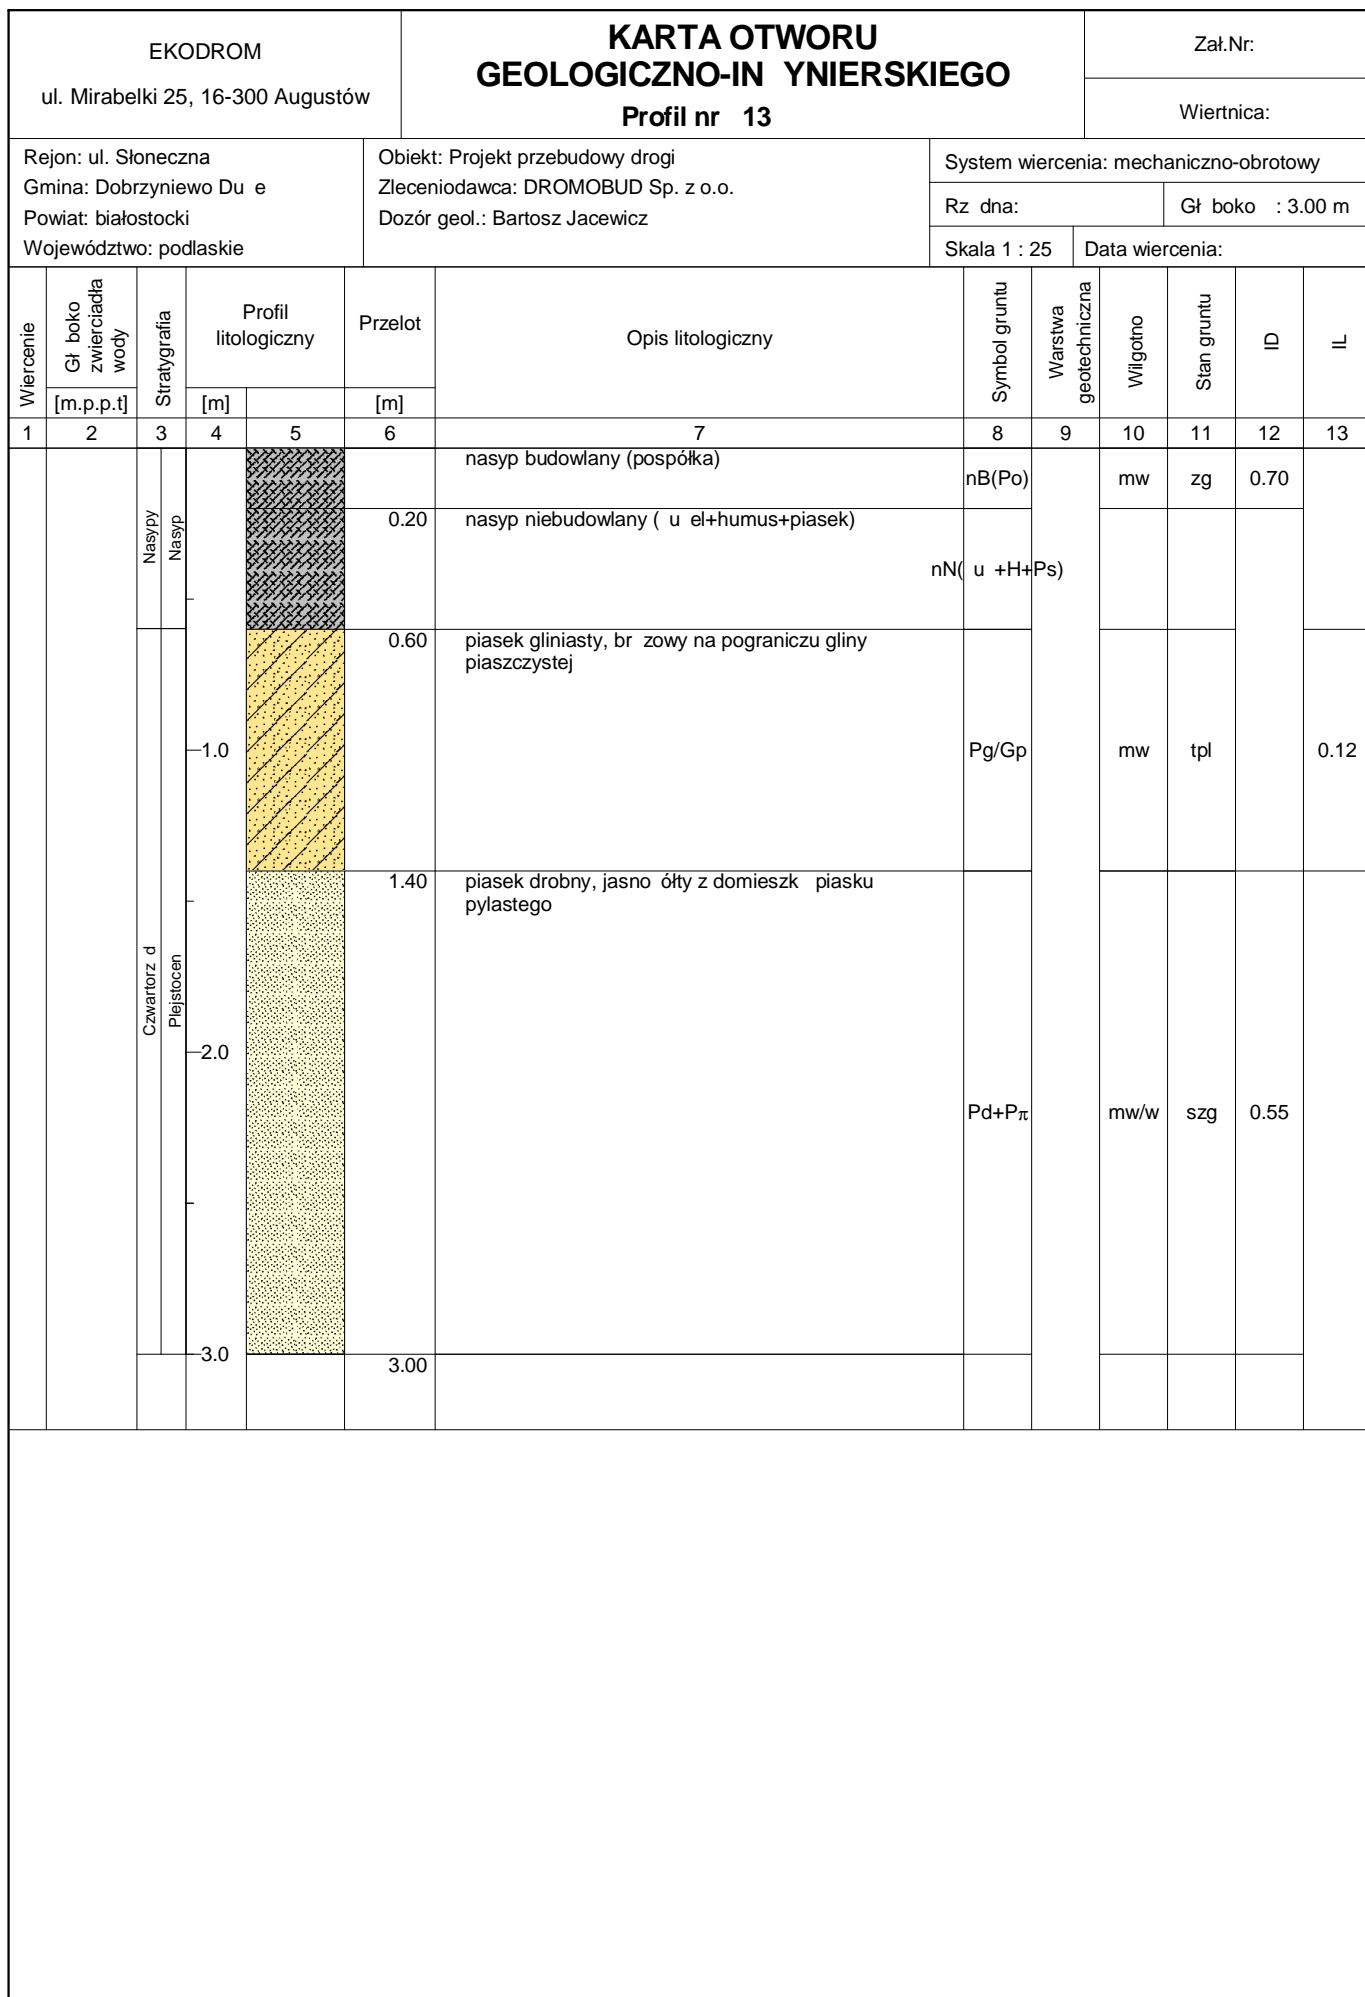 EKODROM
ul. Mirabelki 25, 16-300 Augustów
KARTA OTWORU
GEOLOGICZNO-IN YNIERSKIEGO
Profil nr 13
Zał.Nr:
Wiertnica:
Rejon: ul. Słoneczna
Gmina: Dobrzyniewo Du e
Powiat: białostocki
Województwo: podlaskie
Obiekt: Projekt przebudowy drogi
Zleceniodawca: DROMOBUD Sp. z o.o.
Dozór geol.: Bartosz Jacewicz
System wiercenia: mechaniczno-obrotowy
Rz dna:
Gł boko : 3.00 m
Skala 1 : 25
Data wiercenia:
Wiercenie
Gł boko
zwierciadła
wody
[m.p.p.t]
Stratygrafia
Profil
litologiczny
[m]
Przelot
[m]
Opis litologiczny
Symbol gruntu
Warstwa
geotechniczna
Wilgotno
Stan gruntu
ID
IL
1 2 3 4 5 6 7 8 9 10 11 12 13
Nasypy
Nasyp
nasyp budowlany (pospółka)
nB(Po) mw zg 0.70
0.20 nasyp niebudowlany ( u el+humus+piasek)
nN( u +H+Ps)
0.60 piasek gliniasty, br zowy na pograniczu gliny
piaszczystej
1.0
Pg/Gp mw tpl 0.12
1.40 piasek drobny, jasno ółty z domieszk piasku
pylastego
Czwartorz d
Plejstocen
2.0
Pd+Pπ mw/w szg 0.55
3.0
3.00